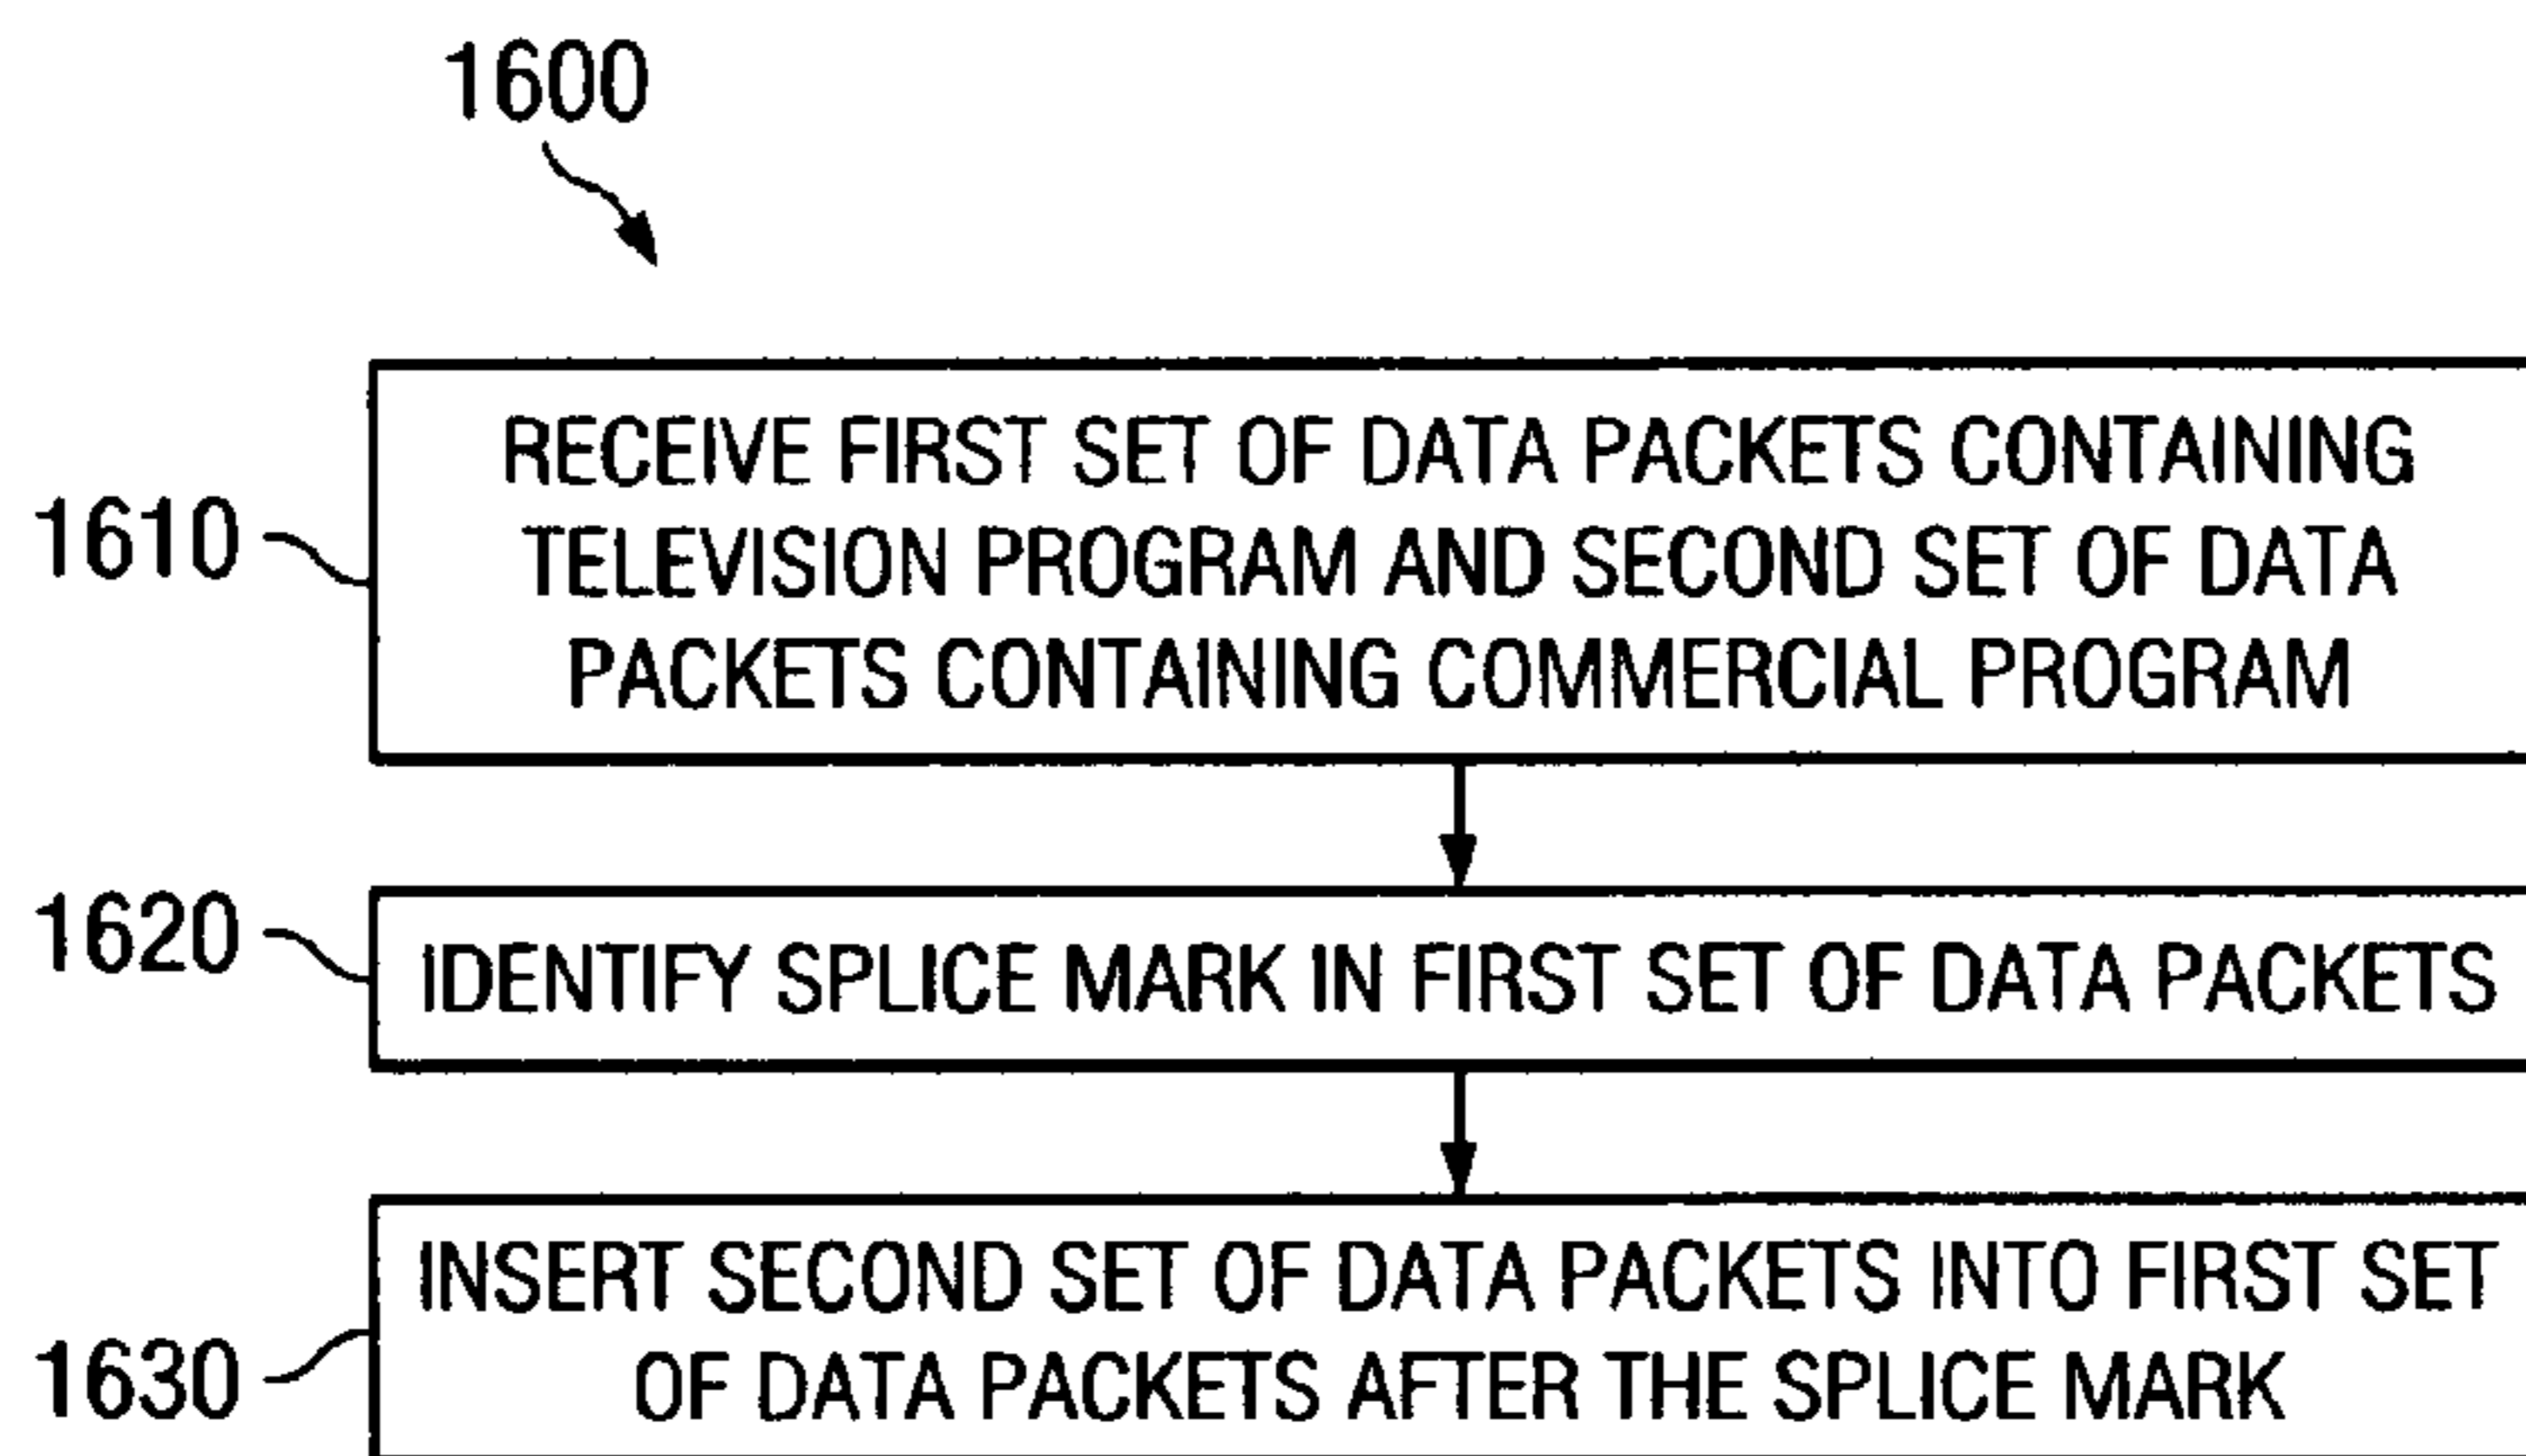 1600
1610
RECEIVE FIRST SET OF DATA PACKETS CONTAINING
TELEVISION PROGRAM AND SECOND SET OF DATA
PACKETS CONTAINING COMMERCIAL PROGRAM
1620
IDENTIFY SPLICE MARK IN FIRST SET OF DATA PACKETS
1630
INSERT SECOND SET OF DATA PACKETS INTO FIRST SET
OF DATA PACKETS AFTER THE SPLICE MARK